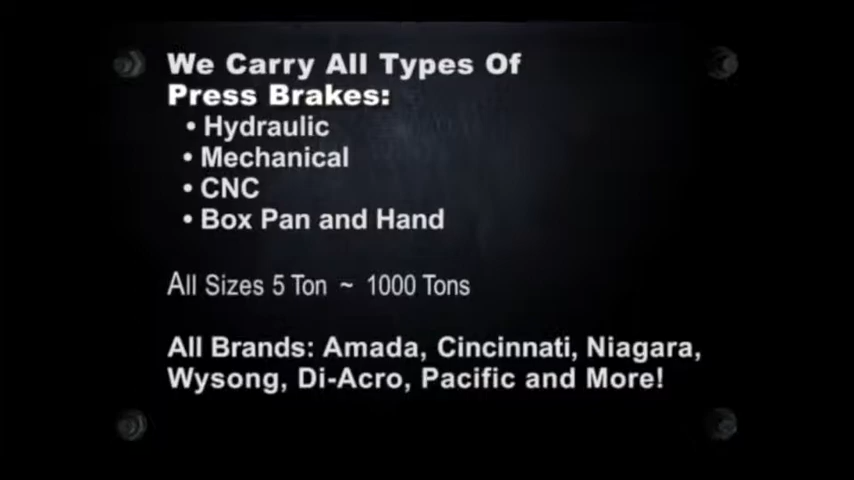 We Carry All Types Of
Press Brakes:
• Hydraulic
• Mechanical
• CNC
• Box Pan and Hand
All Sizes 5 Ton ~ 1000 Tons
All Brands: Amada, Cincinnati, Niagara,
Wysong, Di-Acro, Pacific and More!